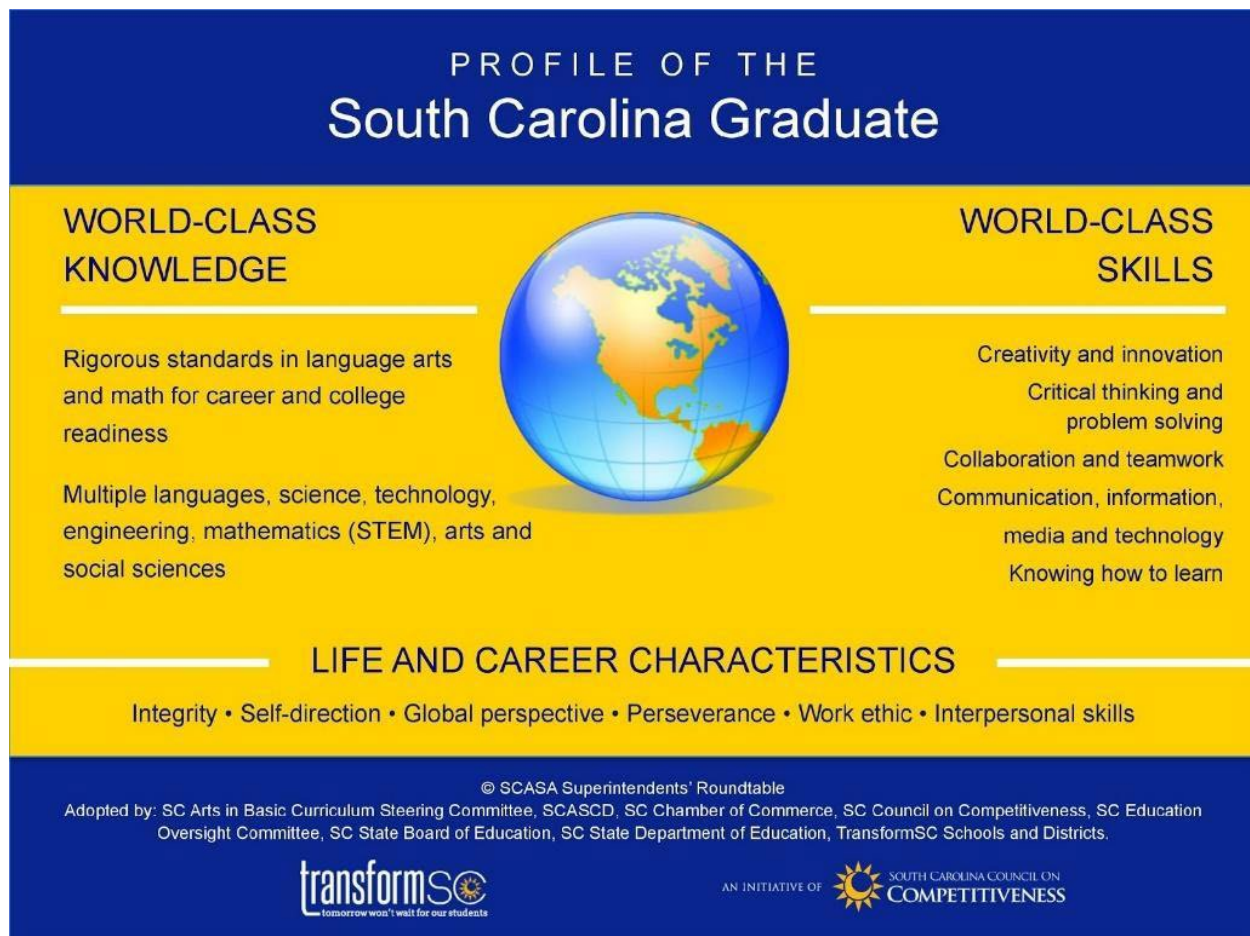 PROFILE OF THE
South Carolina Graduate
WORLD-CLASS
KNOWLEDGE
Rigorous standards in language arts
and math for career and college
readiness
Multiple languages, science, technology,
engineering, mathematics (STEM), arts and
social sciences
WORLD-CLASS
SKILLS
Creativity and innovation
Critical thinking and
problem solving
Collaboration and teamwork
Communication, information,
media and technology
Knowing how to learn
LIFE AND CAREER CHARACTERISTICS
Integrity • Self-direction • Global perspective • Perseverance • Work ethic • Interpersonal skills
© SCASA Superintendents' Roundtable
Adopted by: SC Arts in Basic Curriculum Steering Committee, SCASCD, SC Chamber of Commerce, SC Council on Competitiveness, SC Education
Oversight Committee, SC State Board of Education, SC State Department of Education, TransformSC Schools and Districts.
transformSC
tomorrow won't wait for our students
AN INITIATIVE OF
SOUTH CAROLINA COUNCIL ON
COMPETITIVENESS